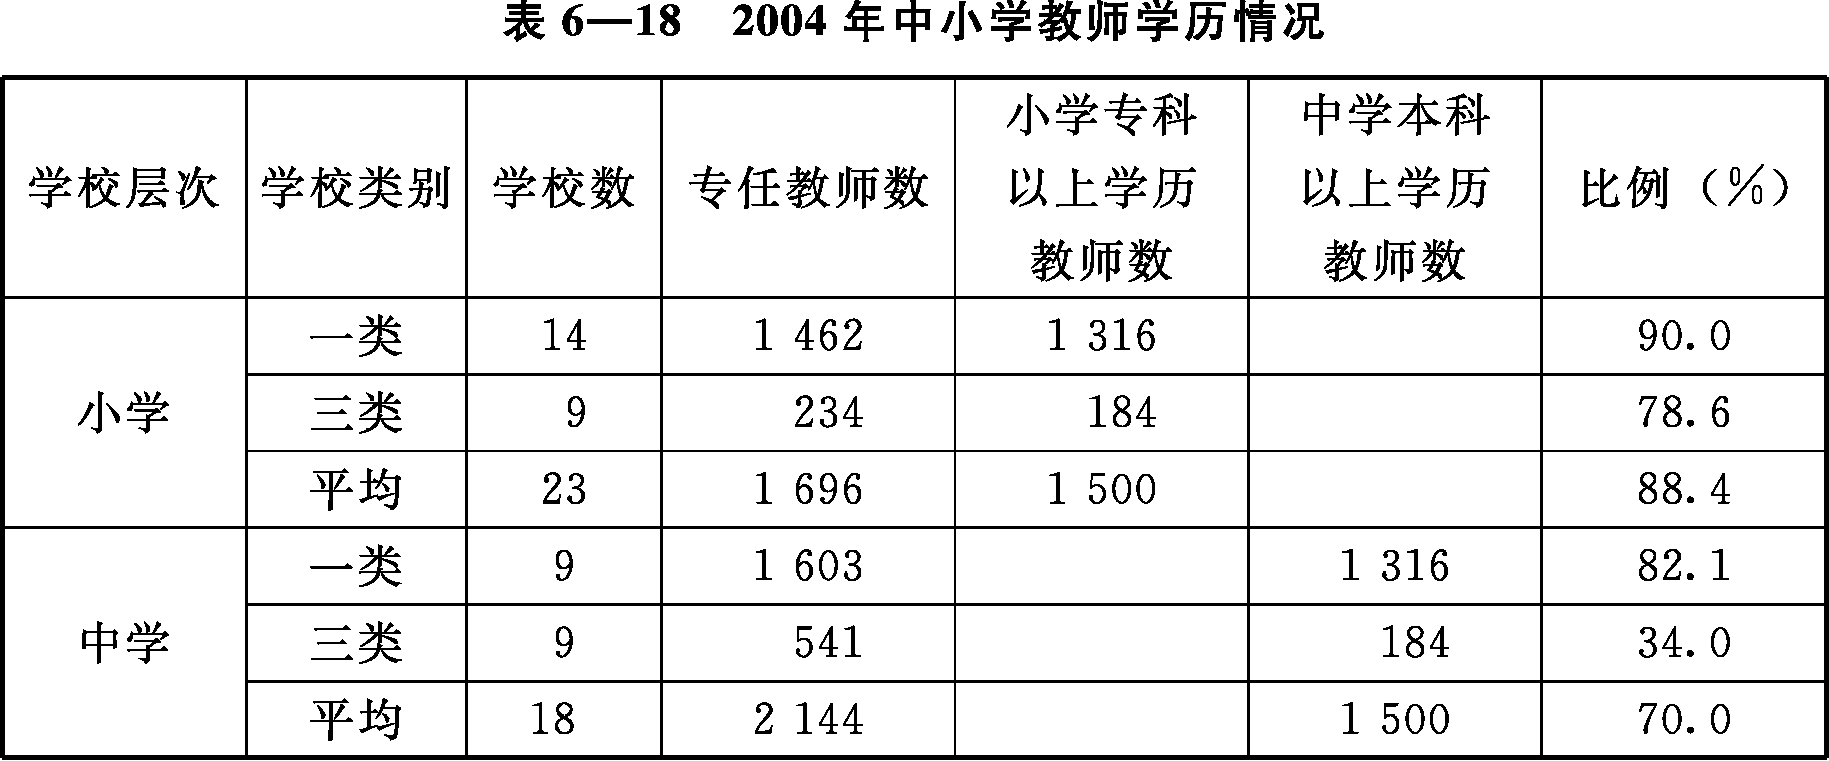 表 6—18 2004 年中小学教师学历情况
学校层次 学校类别 学校数 专任教师数 小学专科以上学历教师数 中学本科以上学历教师数 比例（%）
小学 一类 14 1 462 1 316 90.0
三类 9 234 184 78.6
平均 23 1 696 1 500 88.4
中学 一类 9 1 603 1 316 82.1
三类 9 541 184 34.0
平均 18 2 144 1 500 70.0